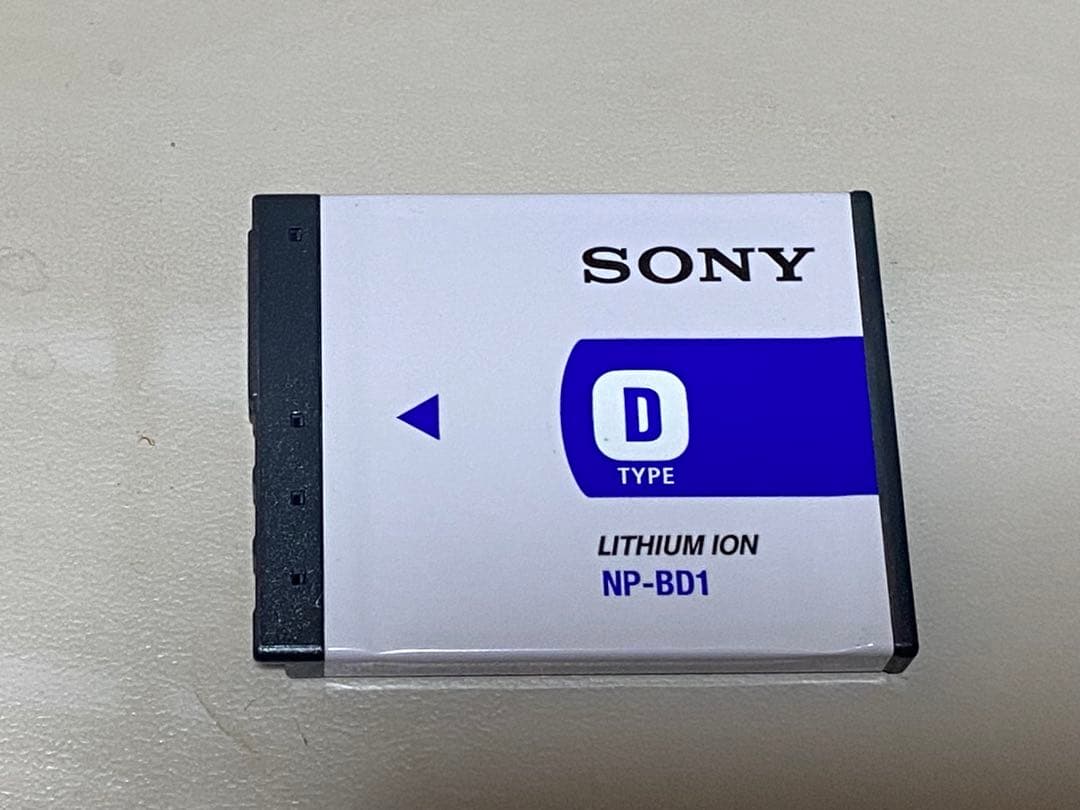 SONY
D
TYPE
LITHIUM ION
NP-BD1